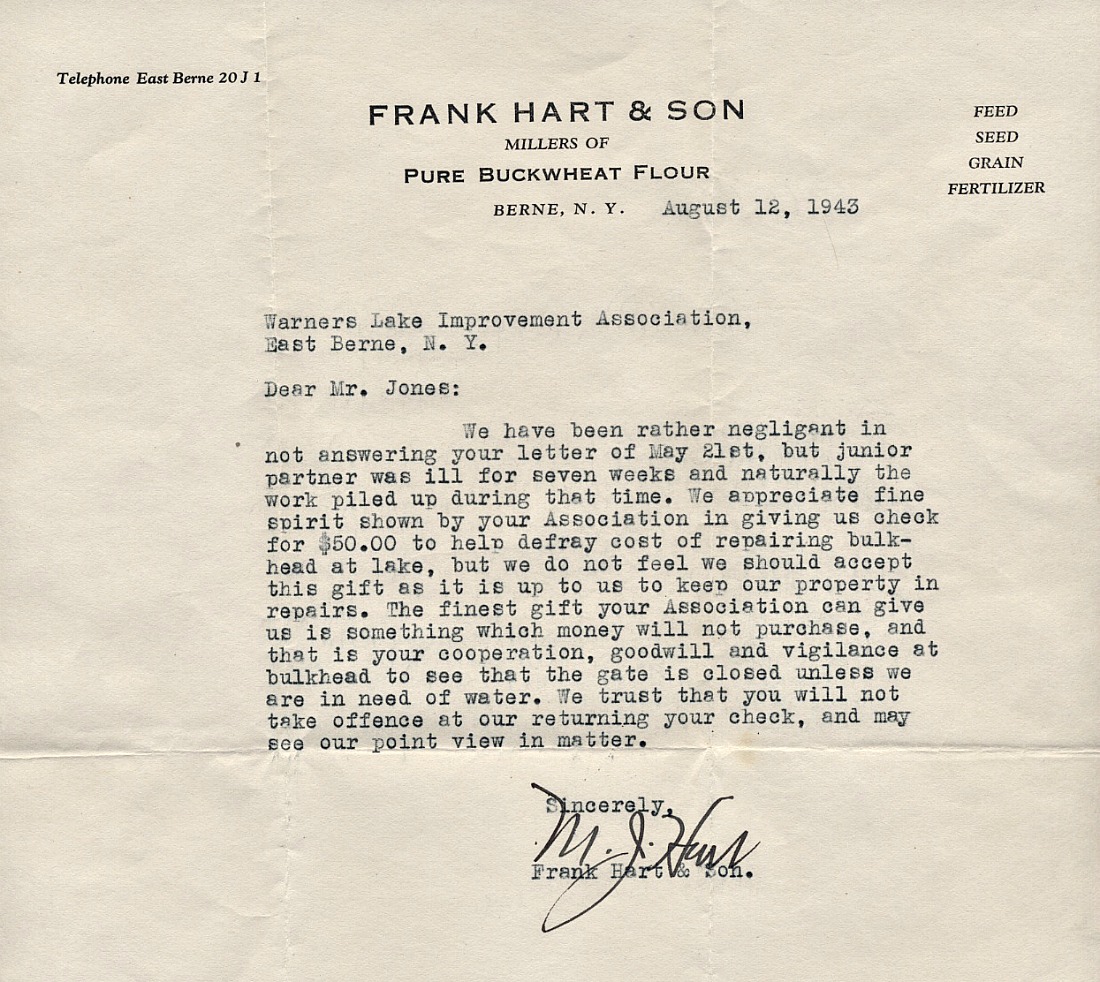 Telephone East Berne 20 J 1
FRANK HART & SON
MILLERS OF
PURE BUCKWHEAT FLOUR
BERNE, N. Y. August 12, 1943
FEED
SEED
GRAIN
FERTILIZER
Warners Lake Improvement Association,
East Berne, N. Y.
Dear Mr. Jones:
We have been rather negligant in
not answering your letter of May 21st, but junior
partner was ill for seven weeks and naturally the
work piled up during that time. We appreciate fine
spirit shown by your Association in giving us check
for $50.00 to help defray cost of repairing bulk-
head at lake, but we do not feel we should accept
this gift as it is up to us to keep our property in
repairs. The finest gift your Association can give
us is something which money will not purchase, and
that is your cooperation, goodwill and vigilance at
bulkhead to see that the gate is closed unless we
are in need of water. We trust that you will not
take offence at our returning your check, and may
see our point view in matter.
Sincerely,
M. J. Hart
Frank Hart & Son.